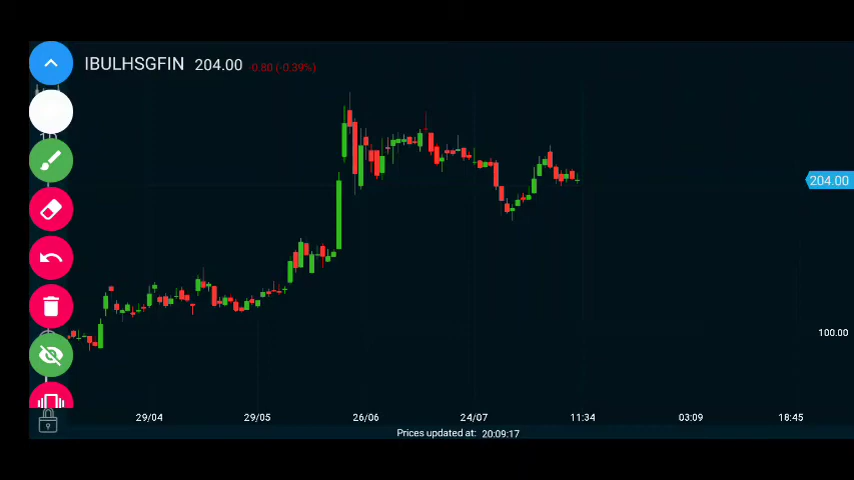 IBULHSGFIN 204.00 -0.80 (-0.39%)
204.00
100.00
29/04 29/05 26/06 24/07 11:34 03:09 18:45
Prices updated at: 20:09:17